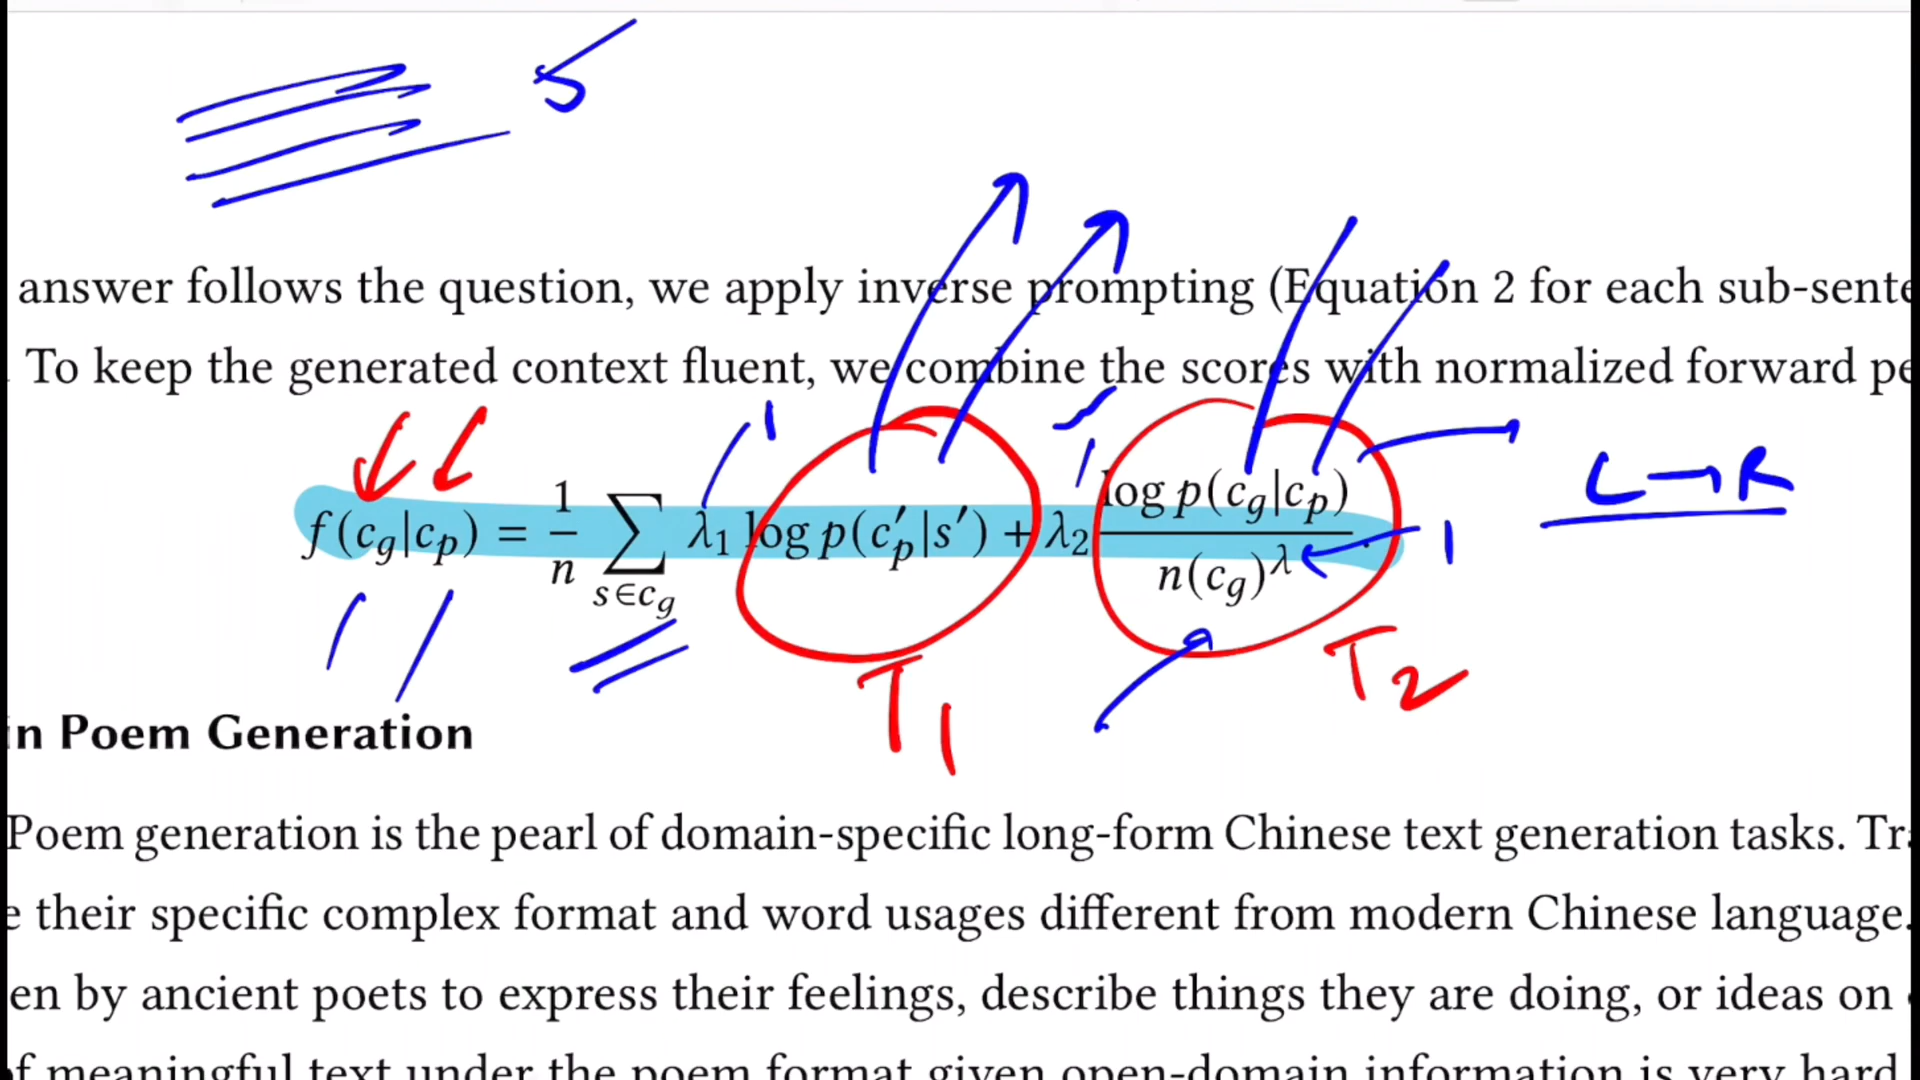 5
answer follows the question, we apply inverse prompting (Equation 2 for each sub-sente
To keep the generated context fluent, we combine the scores with normalized forward pe
f(c_g|c_p) = \frac{1}{n} \sum_{s∈c_g} λ_1 log p(c'_p|s') + λ_2 \frac{log p(c_g|c_p)}{n(c_g)^λ}.
L → R
T1
T2
n Poem Generation
Poem generation is the pearl of domain-specific long-form Chinese text generation tasks. Tr
e their specific complex format and word usages different from modern Chinese language.
en by ancient poets to express their feelings, describe things they are doing, or ideas on
f meaningful text under the poem format given open-domain information is very hard